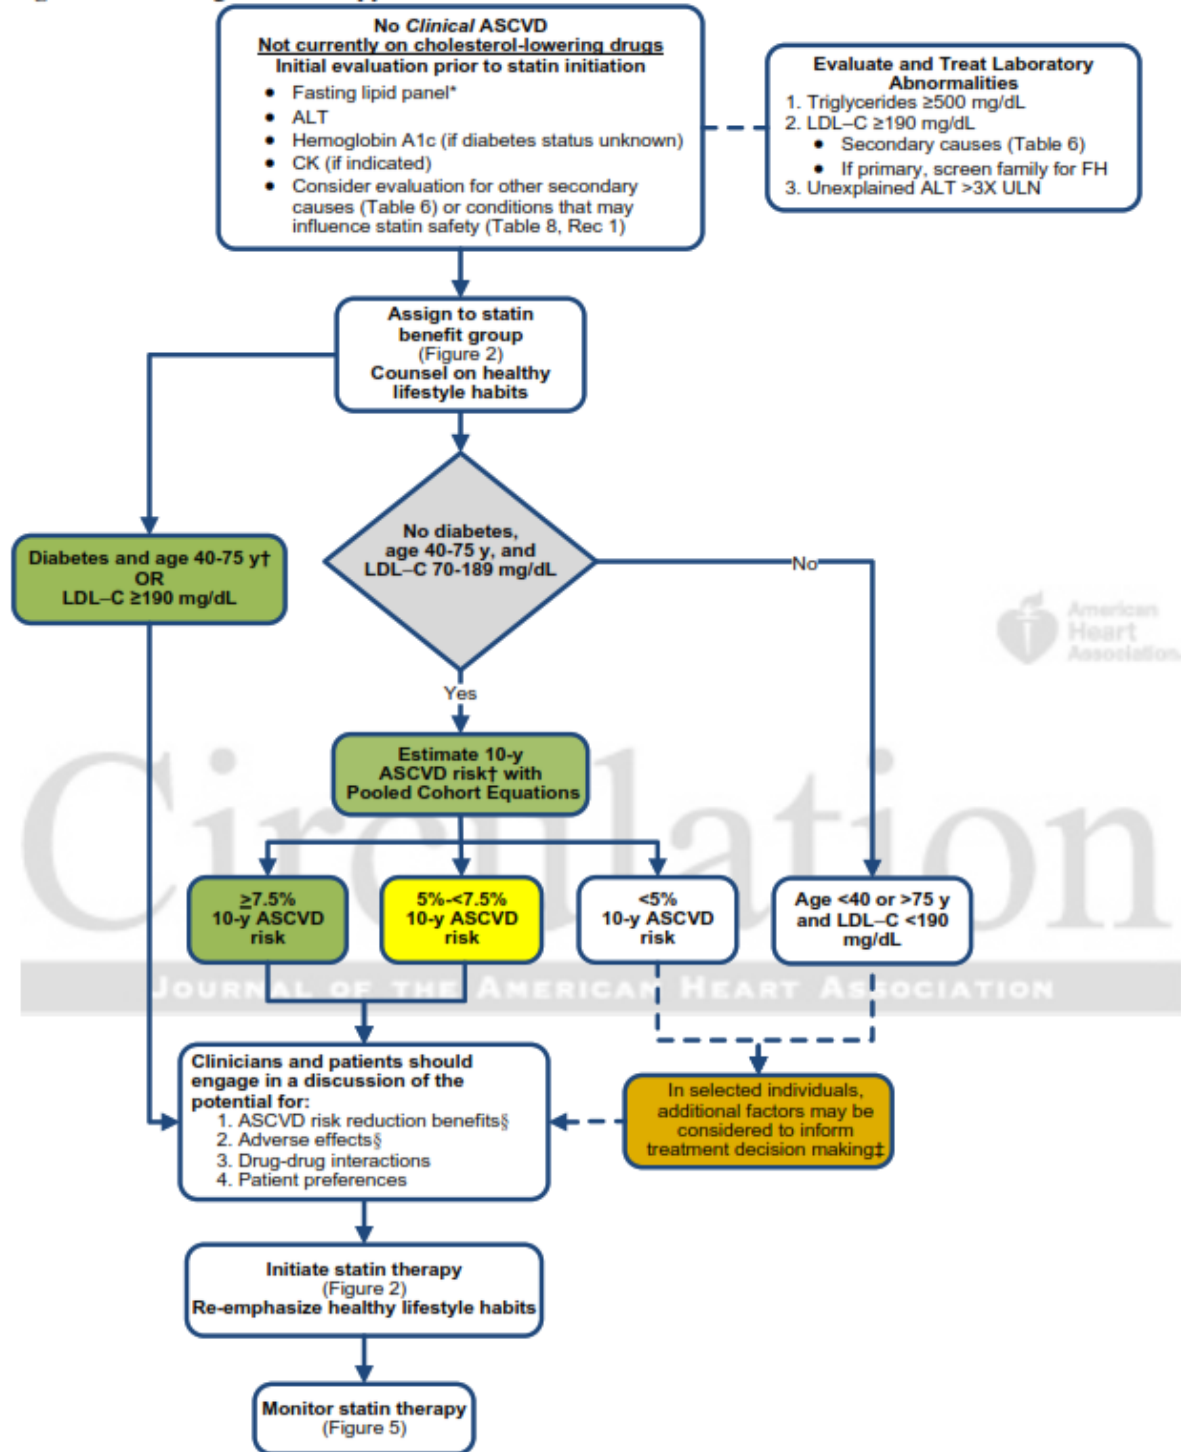 No Clinical ASCVD
Not currently on cholesterol-lowering drugs
Initial evaluation prior to statin initiation
● Fasting lipid panel*
● ALT
● Hemoglobin A1c (if diabetes status unknown)
● CK (if indicated)
● Consider evaluation for other secondary
causes (Table 6) or conditions that may
influence statin safety (Table 8, Rec 1)
Evaluate and Treat Laboratory
Abnormalities
1. Triglycerides ≥500 mg/dL
2. LDL–C ≥190 mg/dL
● Secondary causes (Table 6)
● If primary, screen family for FH
3. Unexplained ALT >3X ULN
Assign to statin
benefit group
(Figure 2)
Counsel on healthy
lifestyle habits
Diabetes and age 40-75 y†
OR
LDL–C ≥190 mg/dL
No diabetes,
age 40-75 y, and
LDL–C 70-189 mg/dL
No
American
Heart
Association
Yes
Estimate 10-y
ASCVD risk† with
Pooled Cohort Equations
Circulation
≥7.5%
10-y ASCVD
risk
5%-<7.5%
10-y ASCVD
risk
<5%
10-y ASCVD
risk
Age <40 or >75 y
and LDL–C <190
mg/dL
JOURNAL OF THE AMERICAN HEART ASSOCIATION
Clinicians and patients should
engage in a discussion of the
potential for:
1. ASCVD risk reduction benefits§
2. Adverse effects§
3. Drug-drug interactions
4. Patient preferences
In selected individuals,
additional factors may be
considered to inform
treatment decision making‡
Initiate statin therapy
(Figure 2)
Re-emphasize healthy lifestyle habits
Monitor statin therapy
(Figure 5)